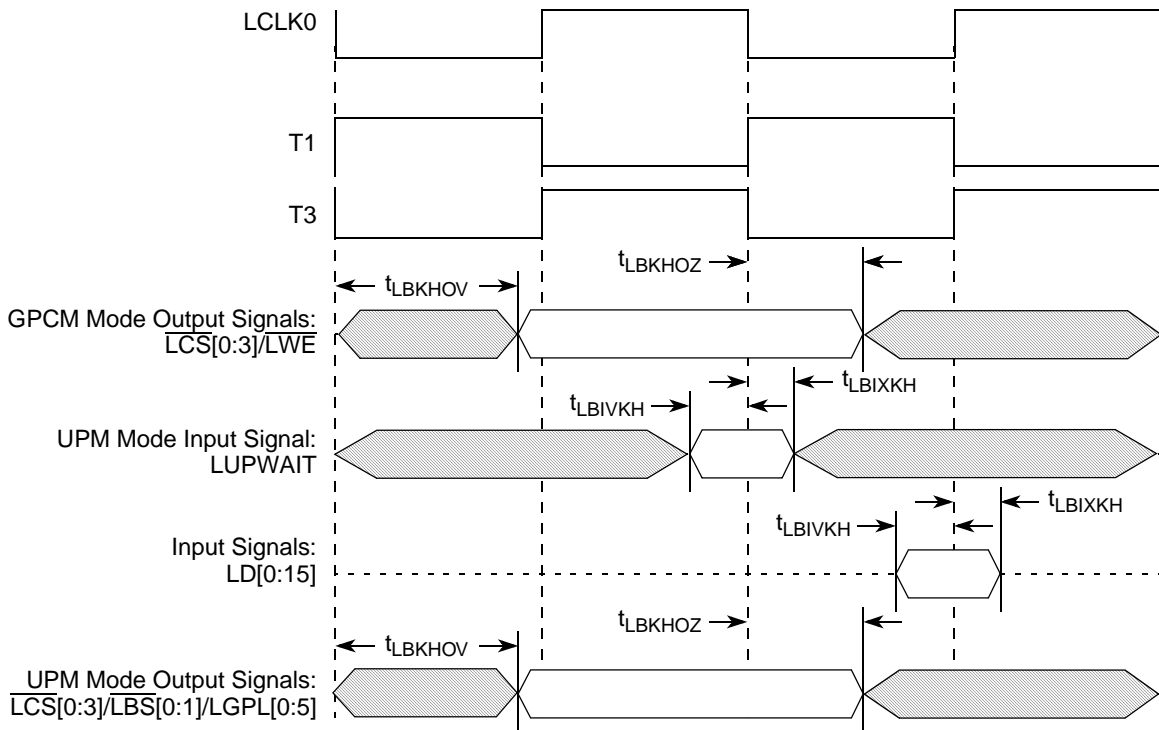 LCLK0
T1
T3
tLBKHOZ
tLBKHOV
GPCM Mode Output Signals:
LCS[0:3]/LWE
tLBIXKH
tLBIVKH
UPM Mode Input Signal:
LUPWAIT
tLBIXKH
tLBIVKH
Input Signals:
LD[0:15]
tLBKHOZ
tLBKHOV
UPM Mode Output Signals:
LCS[0:3]/LBS[0:1]/LGPL[0:5]